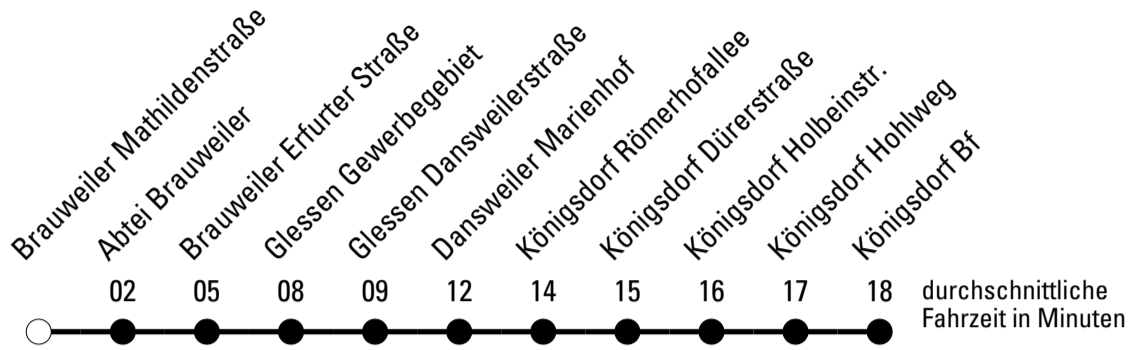 Brauweiler Mathildenstraße
Abtei Brauweiler
Brauweiler Erfurter Straße
Glessen Gewerbegebiet
Glessen Dansweilerstraße
Dansweiler Marienhof
Königsdorf Römerhofallee
Königsdorf Dürerstraße
Königsdorf Holbeinstr.
Königsdorf Hohlweg
Königsdorf Bf
02 05 08 09 12 14 15 16 17 18 durchschnittliche
Fahrzeit in Minuten